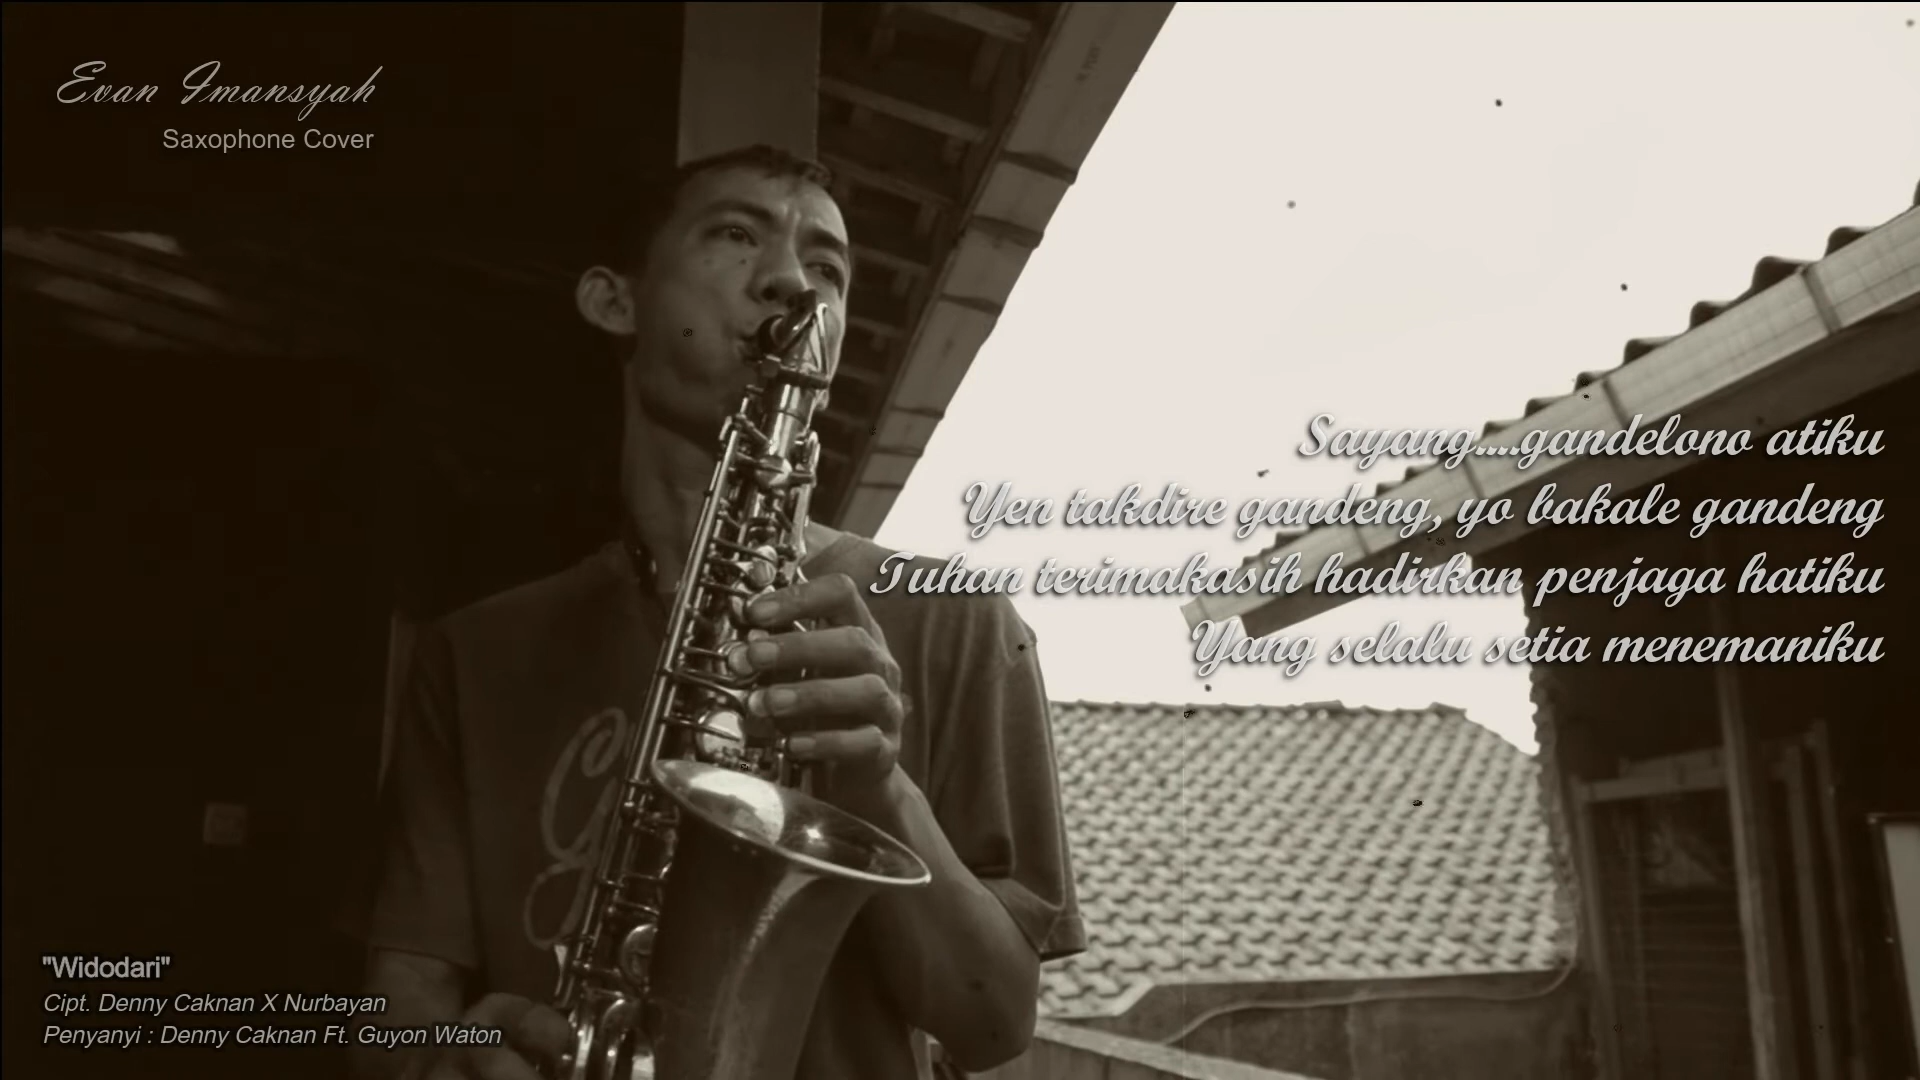 Evan Imansyah
Saxophone Cover
Sayang....gandelono atiku
Yen takdire gandeng, yo bakale gandeng
Tuhan terimakasih hadirkan penjaga hatiku
Yang selalu setia menemaniku
"Widodari"
Cipt. Denny Caknan X Nurbayan
Penyanyi : Denny Caknan Ft. Guyon Waton